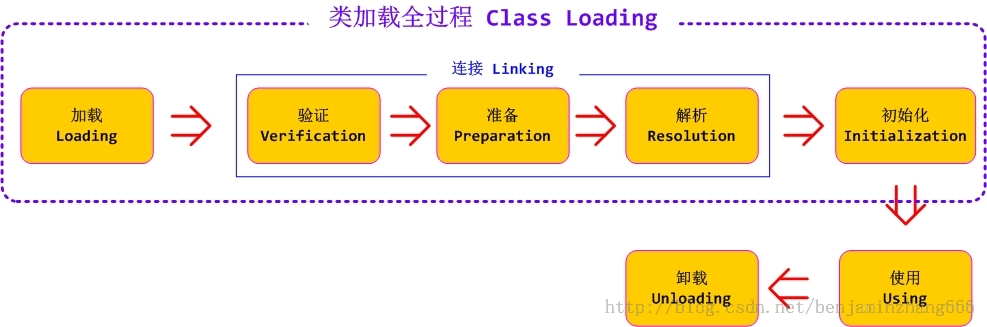 类加载全过程 Class Loading
连接 Linking
加载
Loading
验证
Verification
准备
Preparation
解析
Resolution
初始化
Initialization
卸载
Unloading
使用
Using
http://blog.csdn.net/benjaminzhang666